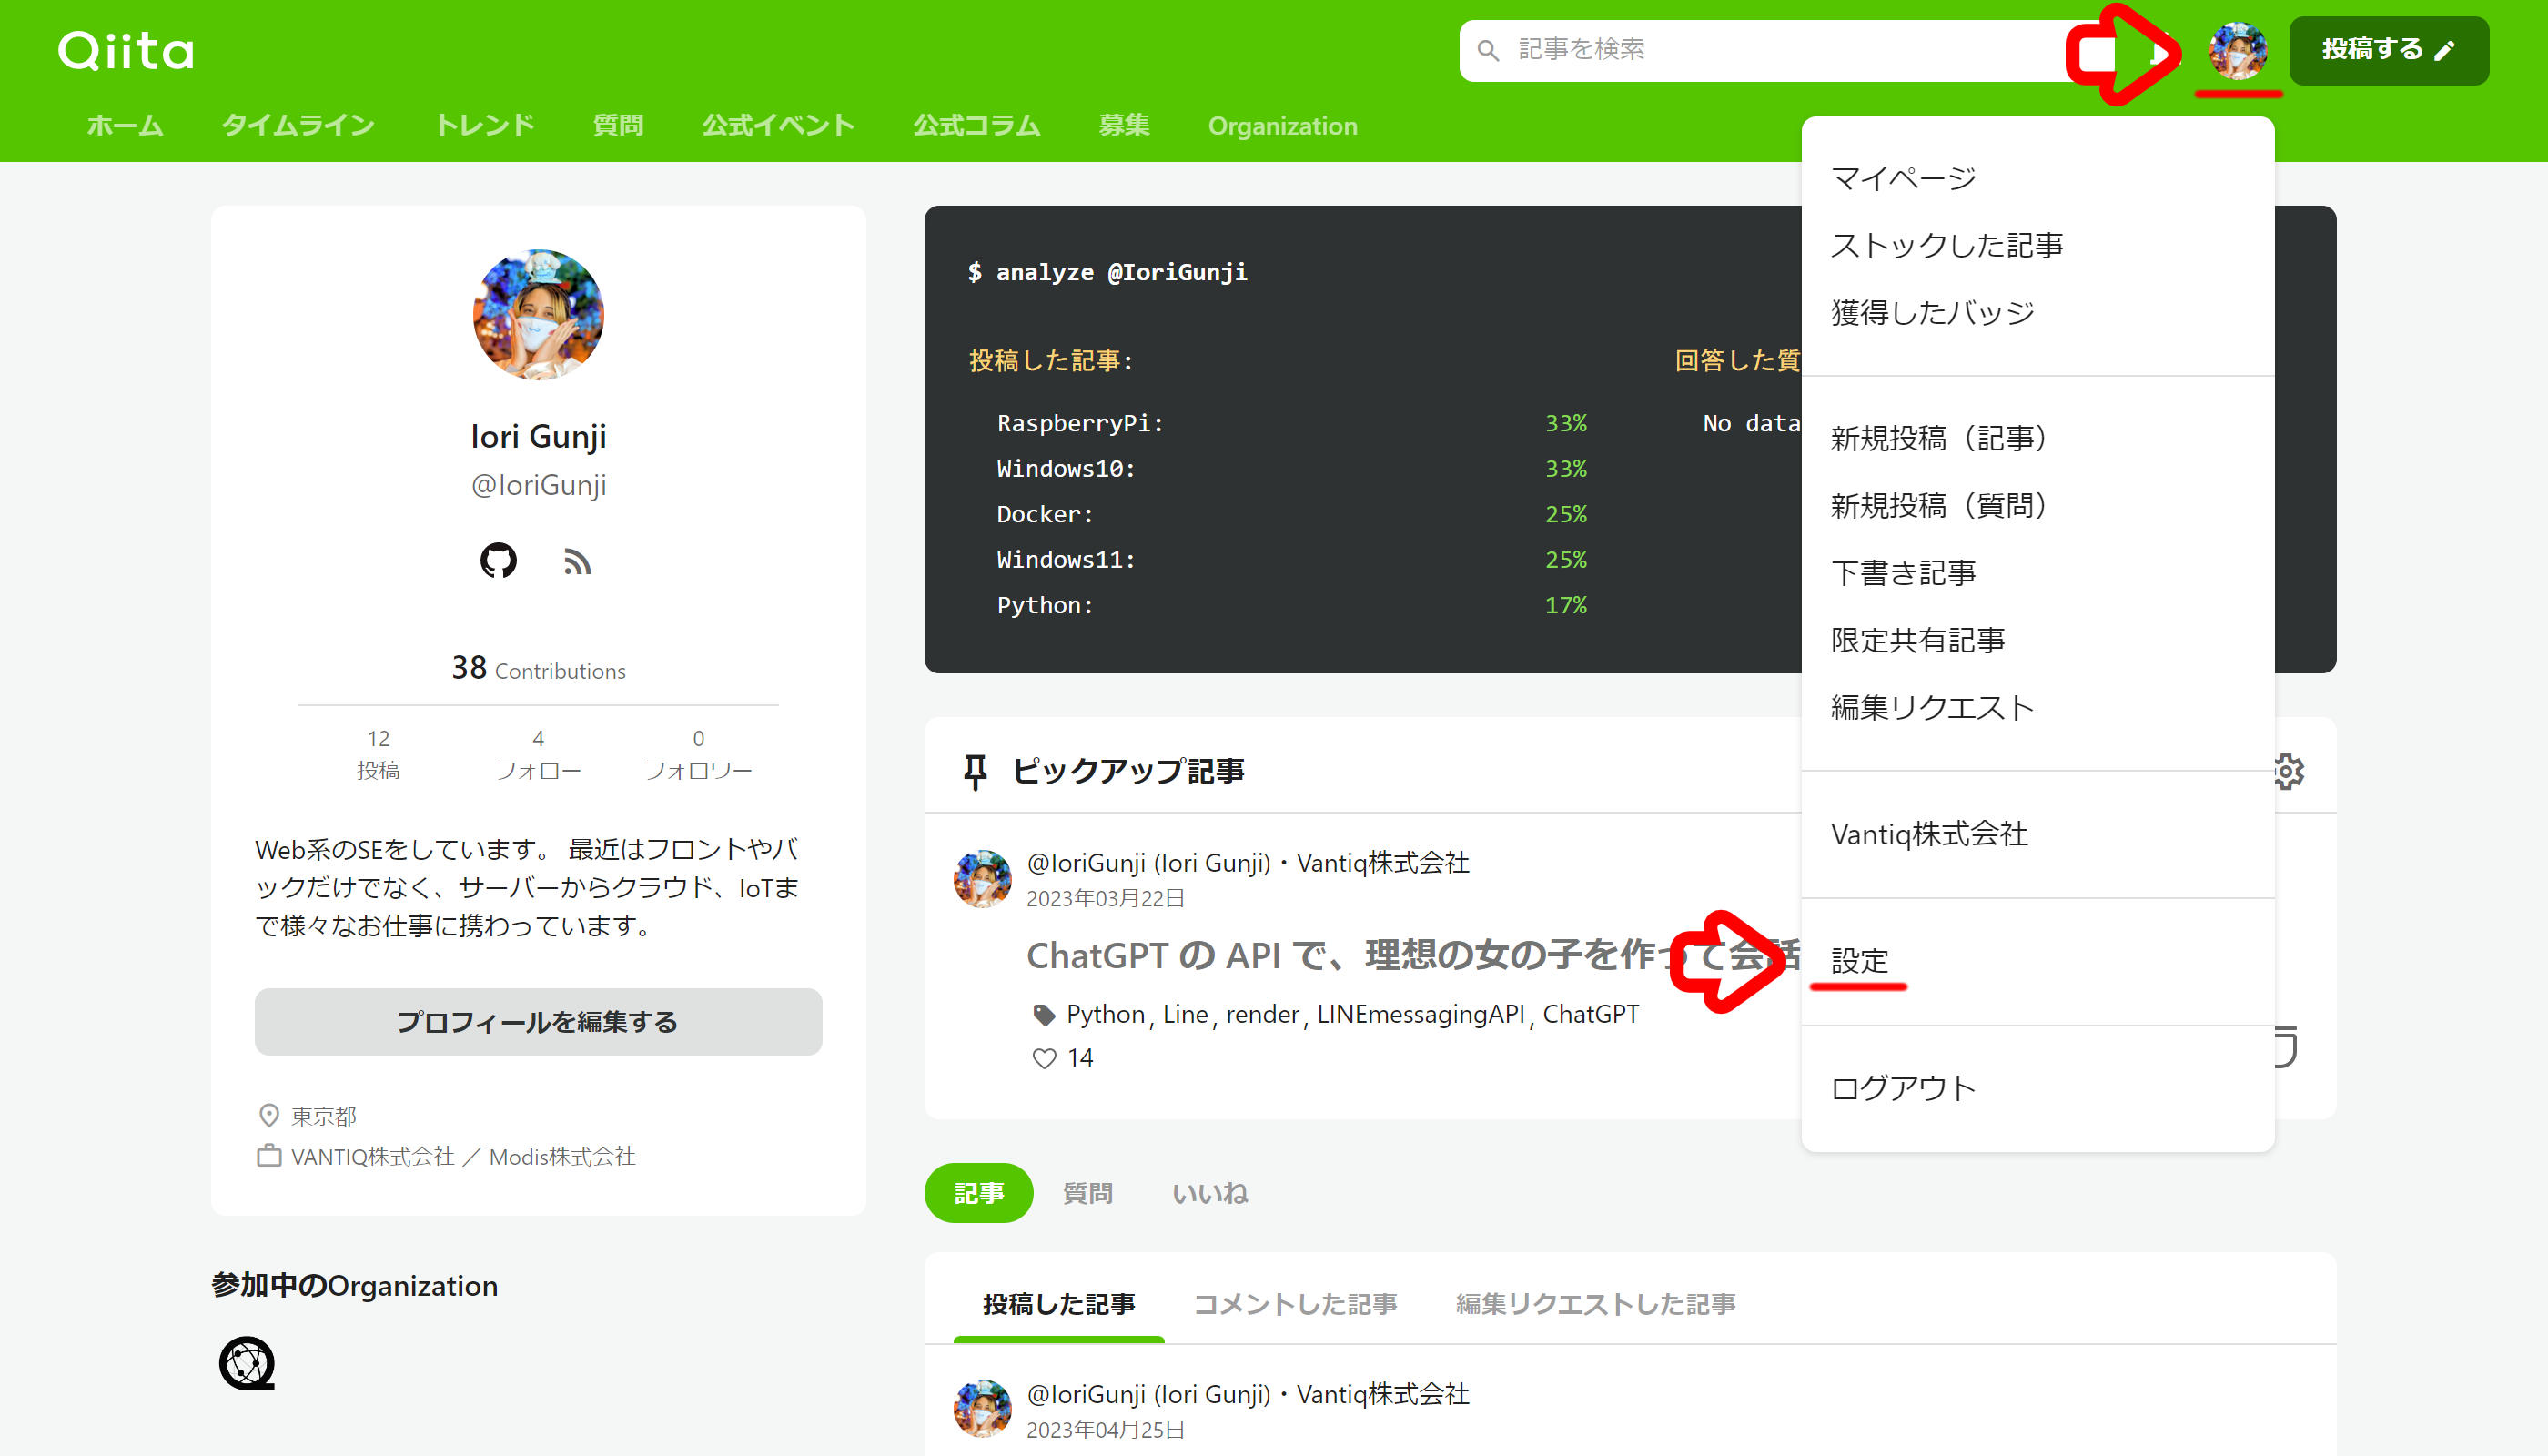 Qiita
記事を検索
投稿する
ホーム タイムライン トレンド 質問 公式イベント 公式コラム 募集 Organization
Iori Gunji
@IoriGunji
38 Contributions
12 4 0
投稿 フォロー フォロワー
Web系のSEをしています。 最近はフロントやバ
ックだけでなく、サーバーからクラウド、IoTま
で様々なお仕事に携わっています。
プロフィールを編集する
東京都
VANTIQ株式会社 ／ Modis株式会社
参加中のOrganization
$ analyze @IoriGunji
投稿した記事: 回答した質
RaspberryPi: 33% No data
Windows10: 33%
Docker: 25%
Windows11: 25%
Python: 17%
ピックアップ記事
@IoriGunji (Iori Gunji)・Vantiq株式会社
2023年03月22日
ChatGPT の API で、理想の女の子を作って会話
Python, Line, render, LINEmessagingAPI, ChatGPT
14
記事 質問 いいね
投稿した記事 コメントした記事 編集リクエストした記事
@IoriGunji (Iori Gunji)・Vantiq株式会社
2023年04月25日
マイページ
ストックした記事
獲得したバッジ
新規投稿（記事）
新規投稿（質問）
下書き記事
限定共有記事
編集リクエスト
Vantiq株式会社
設定
ログアウト